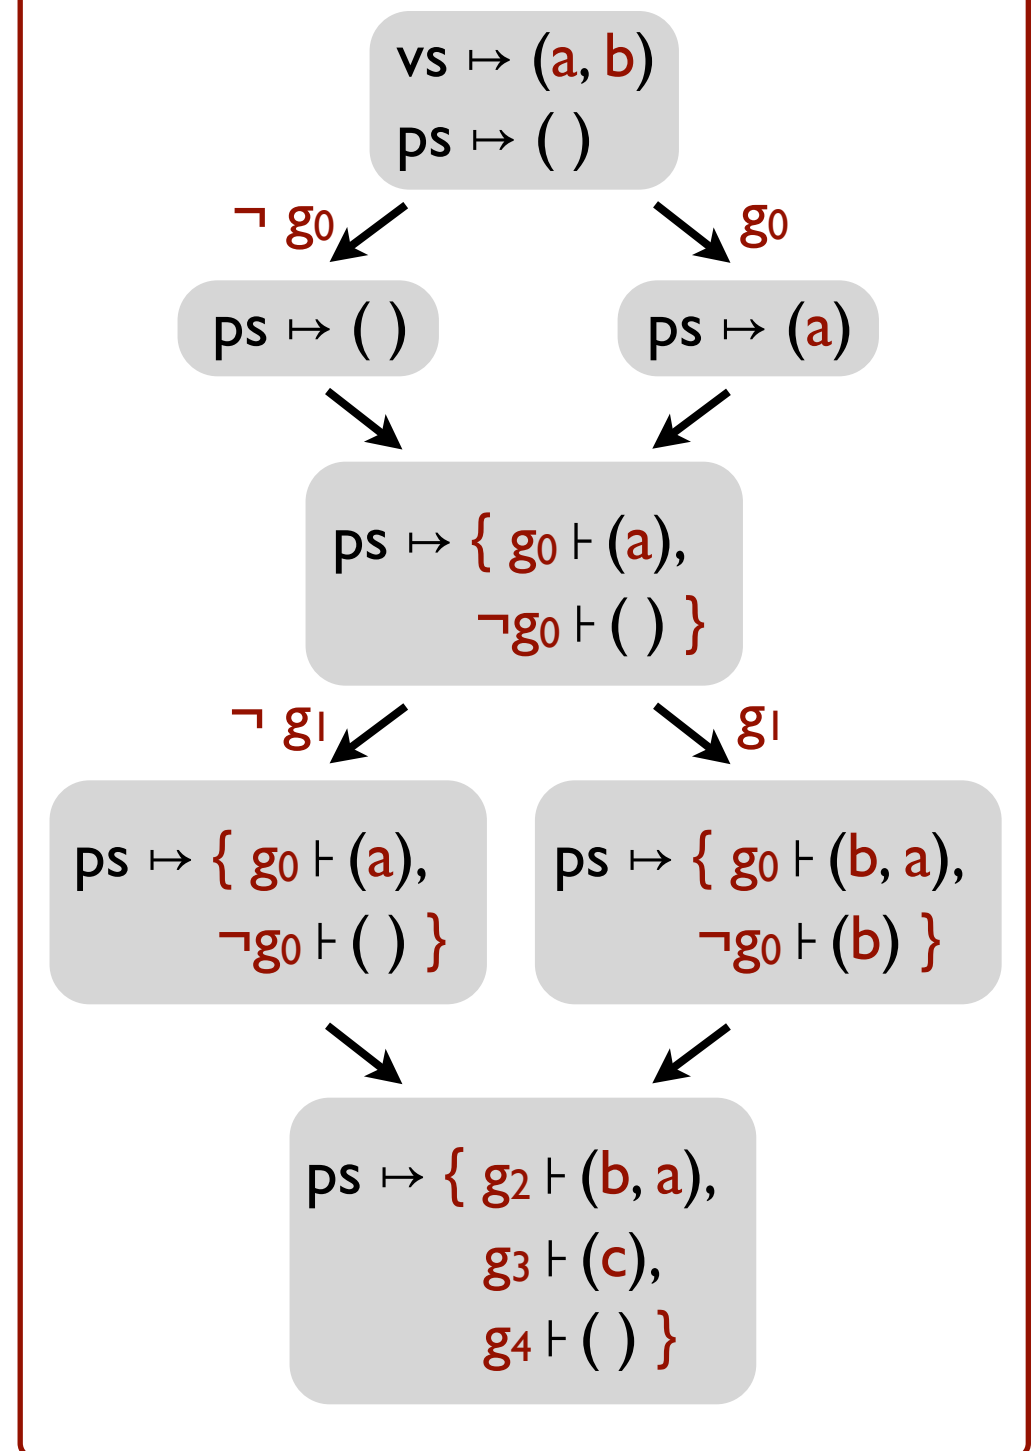 vs ↦ (a, b)
ps ↦ ( )
¬ g₀
g₀
ps ↦ ( )
ps ↦ (a)
ps ↦ { g₀ ⊦ (a),
¬g₀ ⊦ ( ) }
¬ g₁
g₁
ps ↦ { g₀ ⊦ (a),
¬g₀ ⊦ ( ) }
ps ↦ { g₀ ⊦ (b, a),
¬g₀ ⊦ (b) }
ps ↦ { g₂ ⊦ (b, a),
g₃ ⊦ (c),
g₄ ⊦ ( ) }